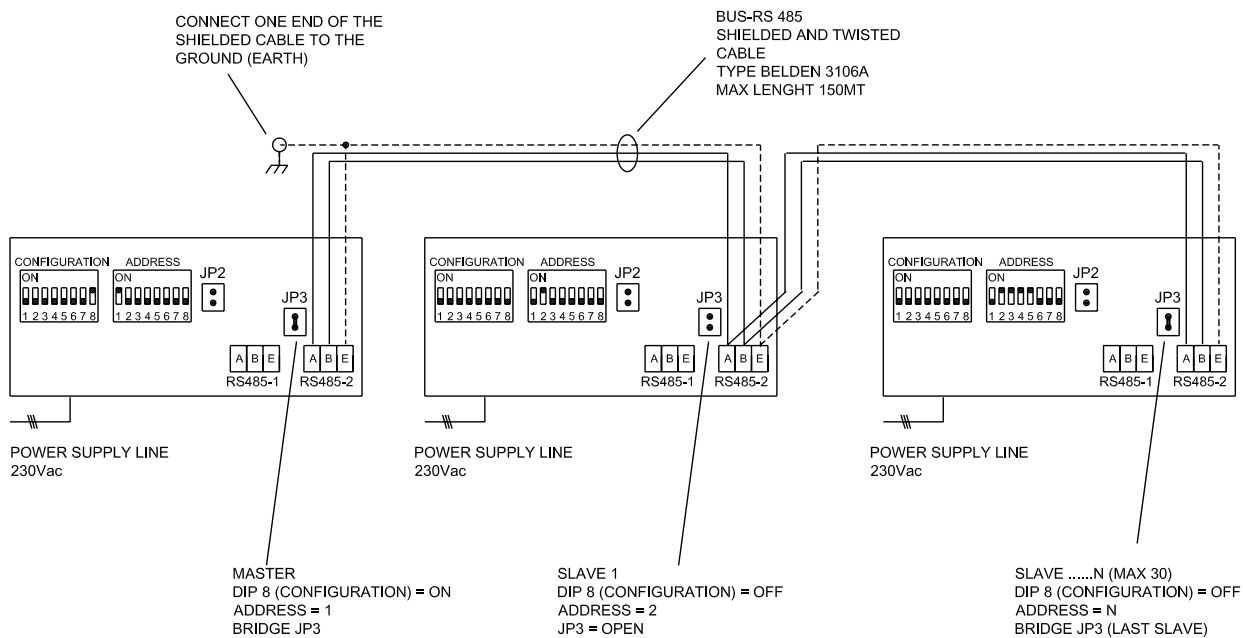 CONNECT ONE END OF THE
SHIELDED CABLE TO THE
GROUND (EARTH)
BUS-RS 485
SHIELDED AND TWISTED
CABLE
TYPE BELDEN 3106A
MAX LENGHT 150MT
CONFIGURATION ADDRESS
ON ON
JP2
JP3
1 2 3 4 5 6 7 8 1 2 3 4 5 6 7 8
A B E A B E
RS485-1 RS485-2
POWER SUPPLY LINE
230Vac
CONFIGURATION ADDRESS
ON ON
JP2
JP3
1 2 3 4 5 6 7 8 1 2 3 4 5 6 7 8
A B E A B E
RS485-1 RS485-2
POWER SUPPLY LINE
230Vac
CONFIGURATION ADDRESS
ON ON
JP2
JP3
1 2 3 4 5 6 7 8 1 2 3 4 5 6 7 8
A B E A B E
RS485-1 RS485-2
POWER SUPPLY LINE
230Vac
MASTER
DIP 8 (CONFIGURATION) = ON
ADDRESS = 1
BRIDGE JP3
SLAVE 1
DIP 8 (CONFIGURATION) = OFF
ADDRESS = 2
JP3 = OPEN
SLAVE ......N (MAX 30)
DIP 8 (CONFIGURATION) = OFF
ADDRESS = N
BRIDGE JP3 (LAST SLAVE)